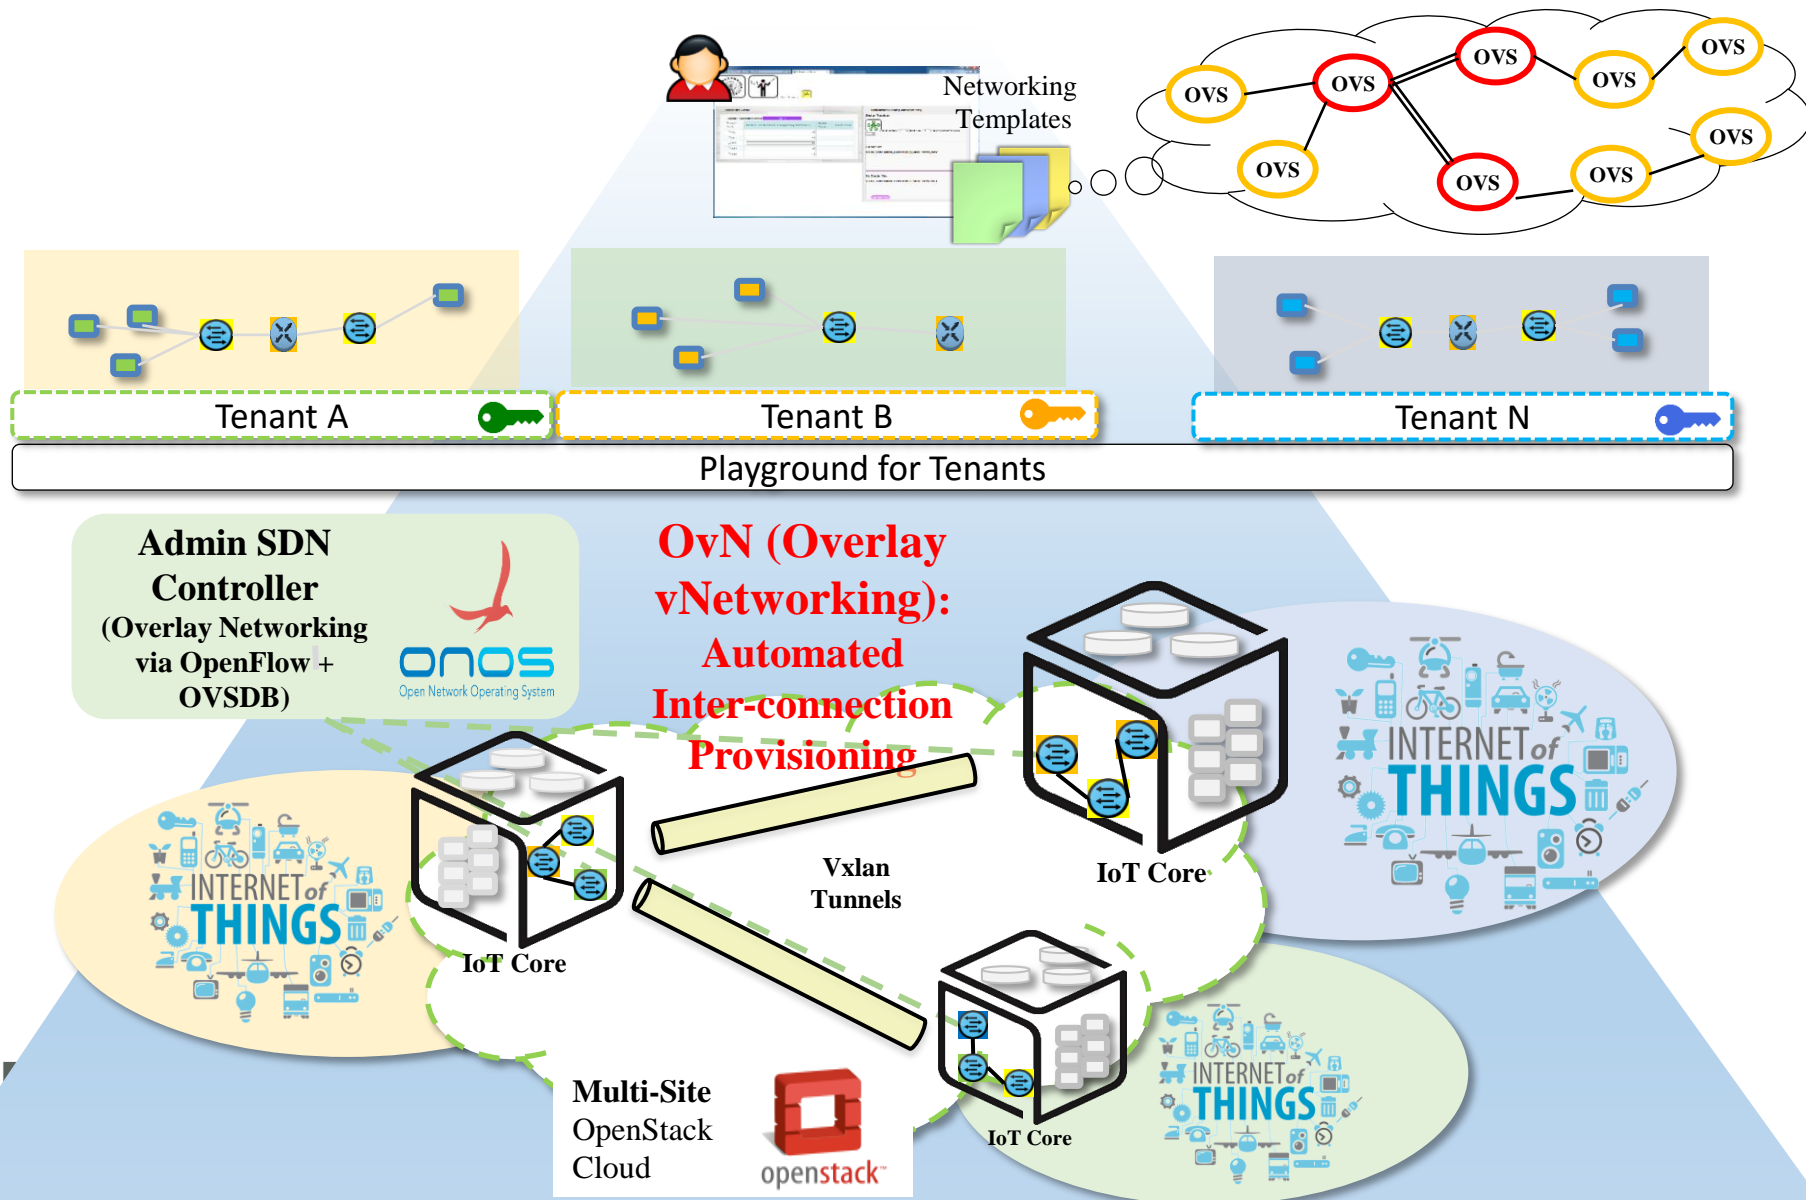 Networking
Templates
OVS
OVS
OVS
OVS
OVS
OVS
OVS
OVS
OVS
Tenant A
Tenant B
Tenant N
Playground for Tenants
Admin SDN
Controller
(Overlay Networking
via OpenFlow +
OVSDB)
ONOS
Open Network Operating System
OvN (Overlay
vNetworking):
Automated
Inter-connection
Provisioning
INTERNET of
THINGS
IoT Core
Vxlan
Tunnels
INTERNET of
THINGS
IoT Core
INTERNET of
THINGS
IoT Core
Multi-Site
OpenStack
Cloud
openstack™